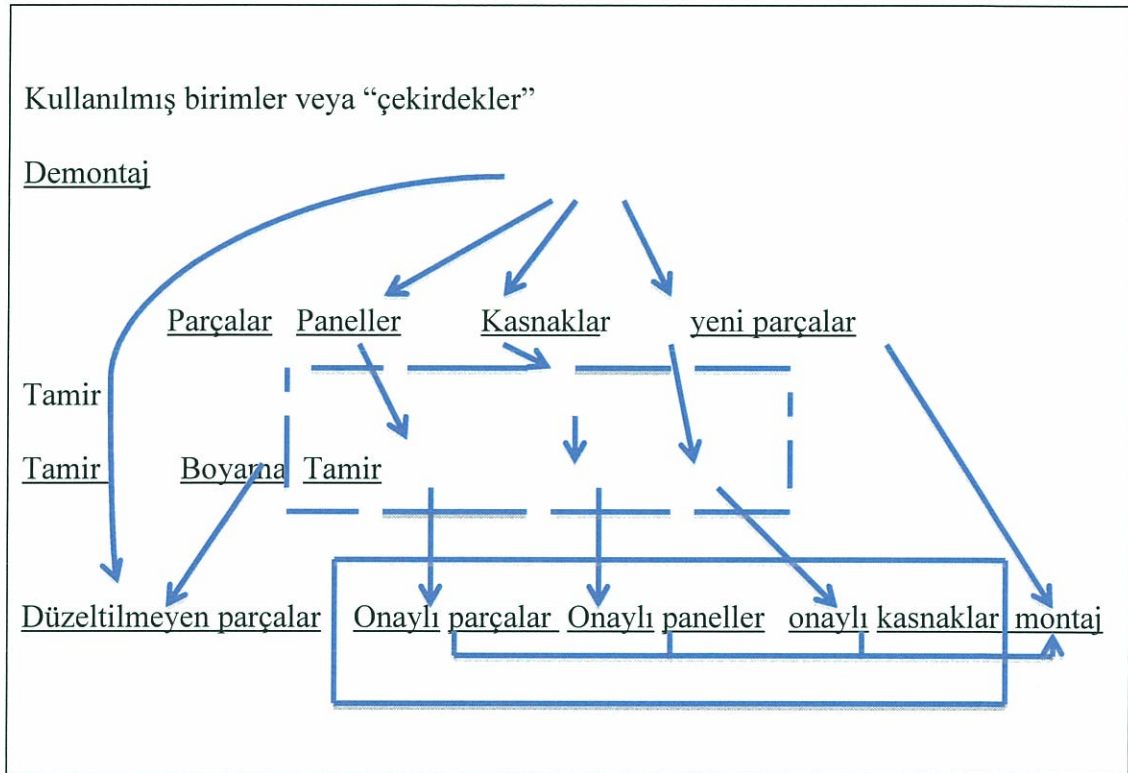 Kullanılmış birimler veya “çekirdekler”
Demontaj
Parçalar Paneller Kasnaklar yeni parçalar
Tamir
Tamir Boyama Tamir
Düzeltilmeyen parçalar Onaylı parçalar Onaylı paneller onaylı kasnaklar montaj